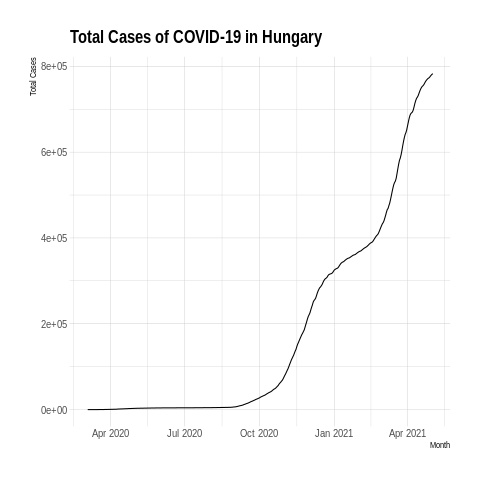 Total Cases of COVID-19 in Hungary
Total Cases
8e+05
6e+05
4e+05
2e+05
0e+00
Apr 2020 Jul 2020 Oct 2020 Jan 2021 Apr 2021
Month